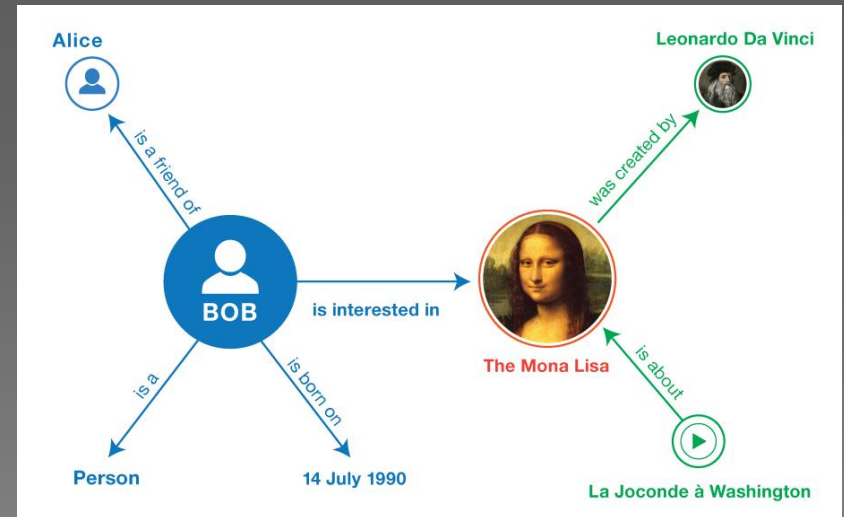 Alice
Leonardo Da Vinci
is a friend of
was created by
BOB
is interested in
The Mona Lisa
is a
is born on
is about
Person
14 July 1990
La Joconde à Washington